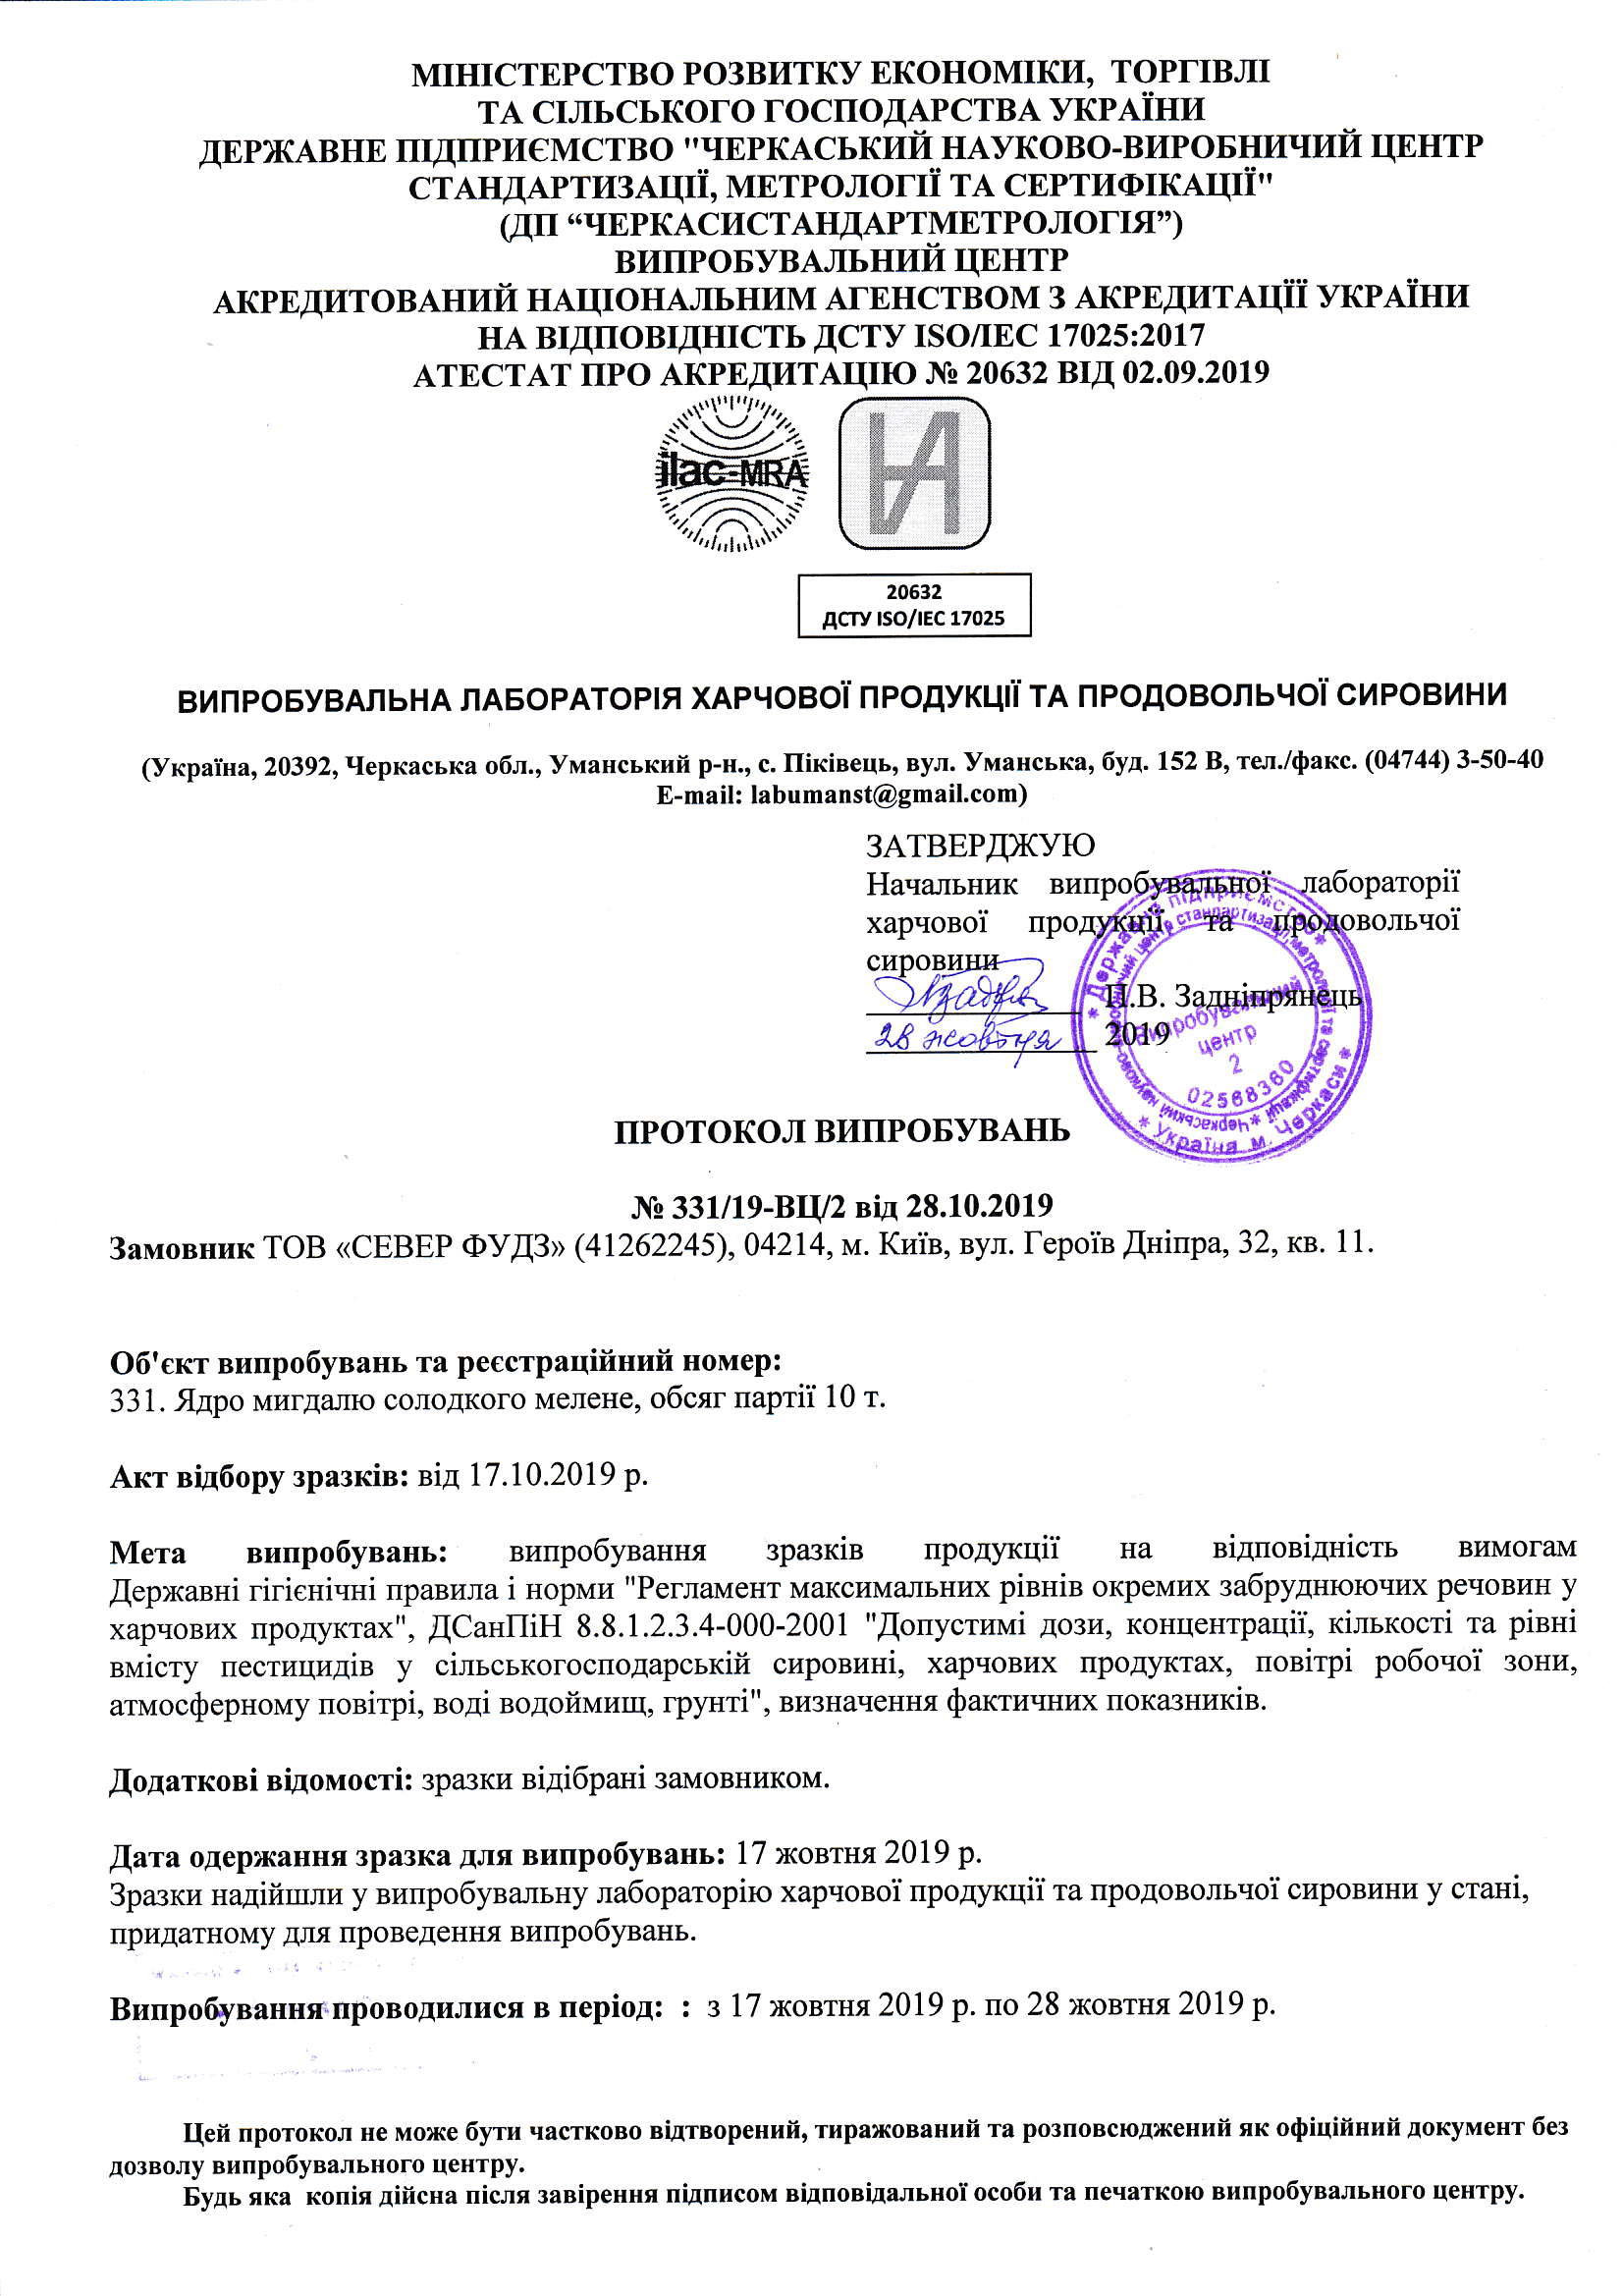 МІНІСТЕРСТВО РОЗВИТКУ ЕКОНОМІКИ, ТОРГІВЛІ
ТА СІЛЬСЬКОГО ГОСПОДАРСТВА УКРАЇНИ
ДЕРЖАВНЕ ПІДПРИЄМСТВО "ЧЕРКАСЬКИЙ НАУКОВО-ВИРОБНИЧИЙ ЦЕНТР
СТАНДАРТИЗАЦІЇ, МЕТРОЛОГІЇ ТА СЕРТИФІКАЦІЇ"
(ДП “ЧЕРКАСИСТАНДАРТМЕТРОЛОГІЯ”)
ВИПРОБУВАЛЬНИЙ ЦЕНТР
АКРЕДИТОВАНИЙ НАЦІОНАЛЬНИМ АГЕНСТВОМ З АКРЕДИТАЦІЇ УКРАЇНИ
НА ВІДПОВІДНІСТЬ ДСТУ ISO/IEC 17025:2017
АТЕСТАТ ПРО АКРЕДИТАЦІЮ № 20632 ВІД 02.09.2019
ilac-MRA
20632
ДСТУ ISO/IEC 17025
ВИПРОБУВАЛЬНА ЛАБОРАТОРІЯ ХАРЧОВОЇ ПРОДУКЦІЇ ТА ПРОДОВОЛЬЧОЇ СИРОВИНИ
(Україна, 20392, Черкаська обл., Уманський р-н., с. Піківець, вул. Уманська, буд. 152 В, тел./факс. (04744) 3-50-40
E-mail: labumanst@gmail.com)
ЗАТВЕРДЖУЮ
Начальник випробувальної лабораторії
харчової продукції та продовольчої
сировини
П.В. Задніпрянець
28 жовтня 2019
* Державне підприємство *
* Україна м. Черкаси *
* Черкаський науково-виробничий центр стандартизації, метрології та сертифікації
Випробувальний
центр
2
02568360
ПРОТОКОЛ ВИПРОБУВАНЬ
№ 331/19-ВЦ/2 від 28.10.2019
Замовник ТОВ «СЕВЕР ФУДЗ» (41262245), 04214, м. Київ, вул. Героїв Дніпра, 32, кв. 11.
Об'єкт випробувань та реєстраційний номер:
331. Ядро мигдалю солодкого мелене, обсяг партії 10 т.
Акт відбору зразків: від 17.10.2019 р.
Мета випробувань: випробування зразків продукції на відповідність вимогам
Державні гігієнічні правила і норми "Регламент максимальних рівнів окремих забруднюючих речовин у
харчових продуктах", ДСанПіН 8.8.1.2.3.4-000-2001 "Допустимі дози, концентрації, кількості та рівні
вмісту пестицидів у сільськогосподарській сировині, харчових продуктах, повітрі робочої зони,
атмосферному повітрі, воді водоймищ, грунті", визначення фактичних показників.
Додаткові відомості: зразки відібрані замовником.
Дата одержання зразка для випробувань: 17 жовтня 2019 р.
Зразки надійшли у випробувальну лабораторію харчової продукції та продовольчої сировини у стані,
придатному для проведення випробувань.
Випробування проводилися в період: : з 17 жовтня 2019 р. по 28 жовтня 2019 р.
Цей протокол не може бути частково відтворений, тиражований та розповсюджений як офіційний документ без
дозволу випробувального центру.
Будь яка копія дійсна після завірення підписом відповідальної особи та печаткою випробувального центру.